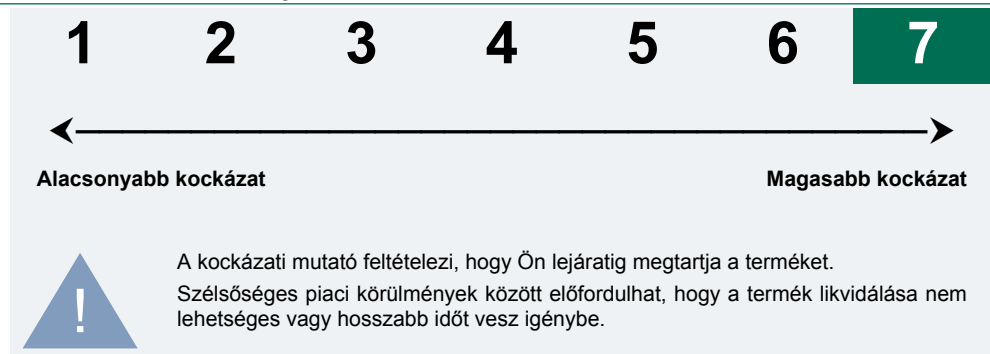 1 2 3 4 5 6 7
Alacsonyabb kockázat Magasabb kockázat
A kockázati mutató feltételezi, hogy Ön lejáratig megtartja a terméket.
Szélsőséges piaci körülmények között előfordulhat, hogy a termék likvidálása nem
lehetséges vagy hosszabb időt vesz igénybe.
!